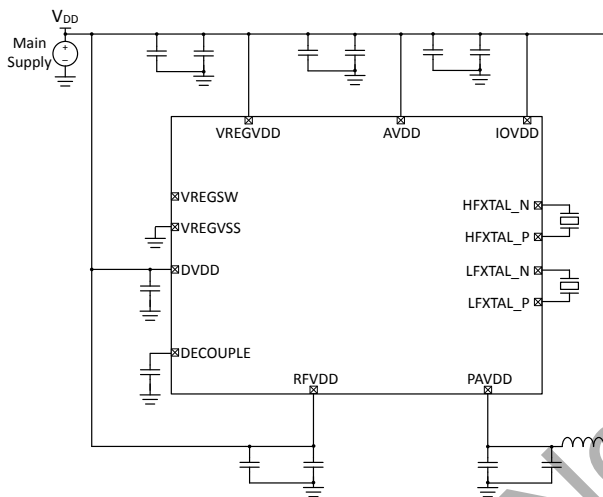 VDD
Main
Supply
VREGVDD
AVDD
IOVDD
VREGSW
HFXTAL_N
VREGVSS
HFXTAL_P
DVDD
LFXTAL_N
LFXTAL_P
DECOUPLE
RFVDD
PAVDD